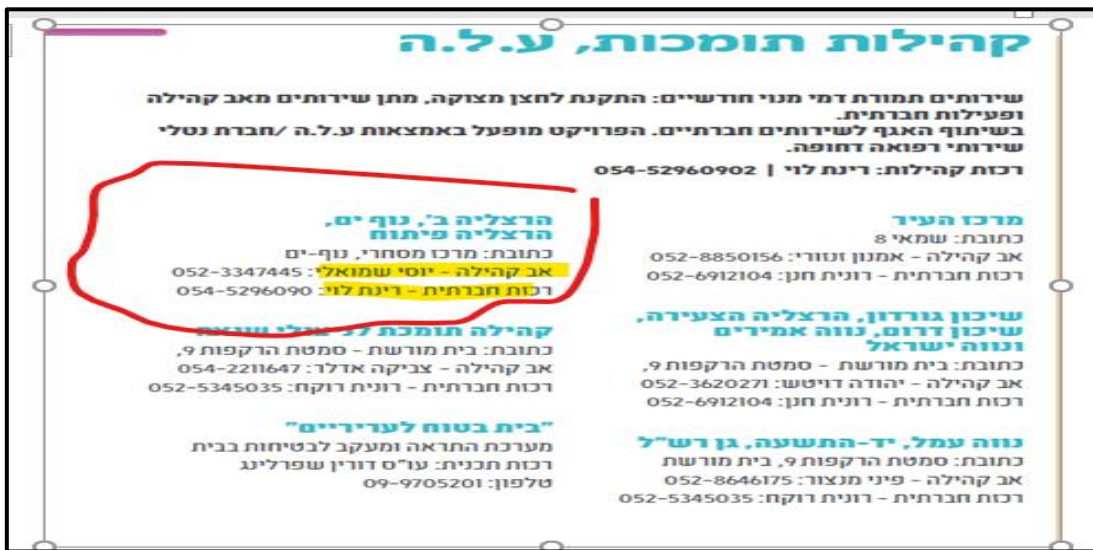 קהילות תומכות, ע.ל.ה
שירותים תמורת דמי מנוי חודשיים: התקנת לחצן מצוקה, מתן שירותים מאב קהילה
ופעילות חברתית.
בשיתוף האגף לשירותים חברתיים. הפרויקט מופעל באמצאות ע.ל.ה /חברת נטלי
שירותי רפואה דחופה.
רכזת קהילות: רינת לוי | 054-52960902
מרכז העיר
כתובת: שמאי 8
אב קהילה - אמנון זנזורי: 052-8850156
רכזת חברתית - רונית חנן: 052-6912104
שיכון גורדון, הרצליה הצעירה,
שיכון דרום, נווה אמירים
ונווה ישראל
כתובת: בית מורשת - סמטת הרקפות 9,
אב קהילה - יהודה דויטש: 052-3620271
רכזת חברתית - רונית חנן: 052-6912104
נווה עמל, יד-התשעה, גן רש"ל
כתובת: סמטת הרקפות 9, בית מורשת
אב קהילה - פיני מנצור: 052-8646175
רכזת חברתית - רונית רוקח: 052-5345035
הרצליה ב', נוף ים,
הרצליה פיתוח
כתובת: מרכז מסחרי, נוף-ים
אב קהילה - יוסי שמואלי: 052-3347445
רכזת חברתית - רינת לוי: 054-5296090
קהילה תומכת
כתובת: בית מורשת - סמטת הרקפות 9,
אב קהילה - צביקה אדלר: 054-2211647
רכזת חברתית - רונית רוקח: 052-5345035
"בית בטוח לעריריים"
מערכת התראה ומעקב לבטיחות בבית
רכזת תכנית: עו"ס דורין שפרלינג
טלפון: 09-9705201